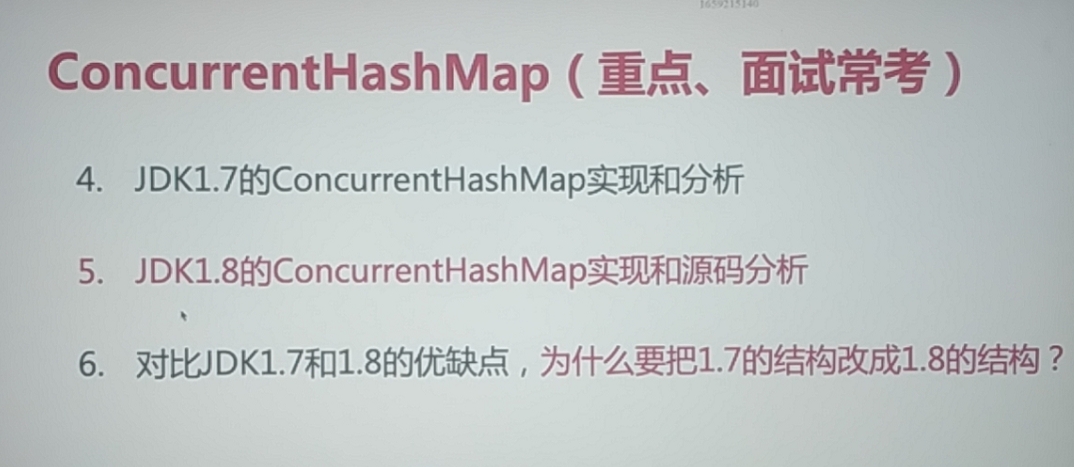 1659215140
ConcurrentHashMap（重点、面试常考）
4. JDK1.7的ConcurrentHashMap实现和分析
5. JDK1.8的ConcurrentHashMap实现和源码分析
6. 对比JDK1.7和1.8的优缺点，为什么要把1.7的结构改成1.8的结构？